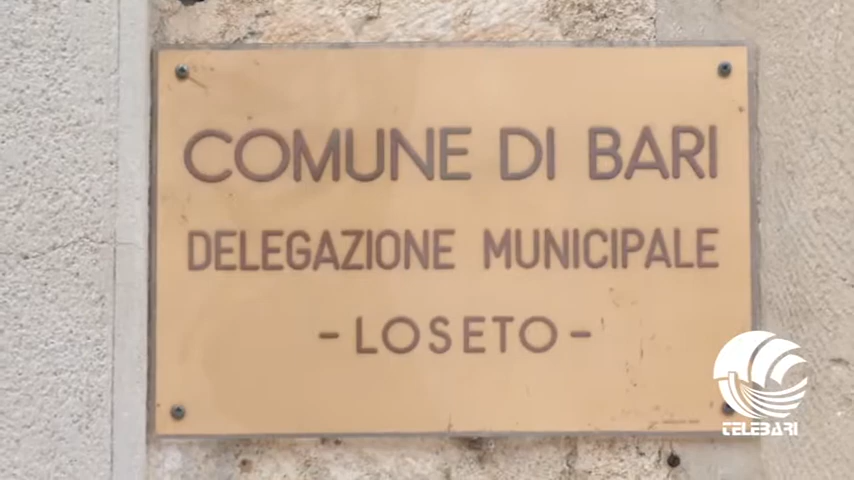 COMUNE DI BARI
DELEGAZIONE MUNICIPALE
- LOSETO -
TELEBARI